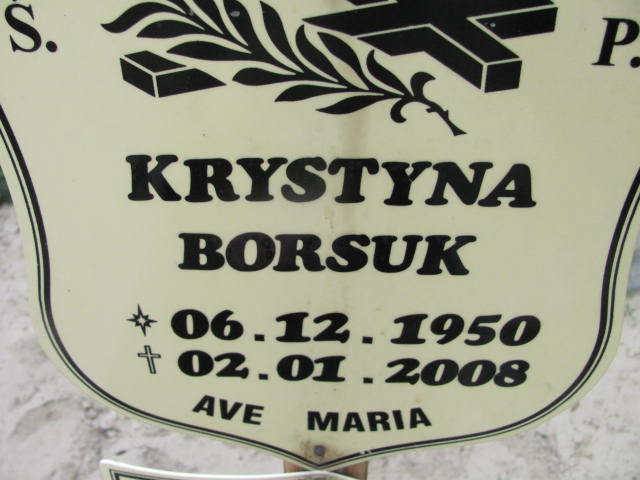 Ś. P.
KRYSTYNA
BORSUK
06.12.1950
02.01.2008
AVE MARIA